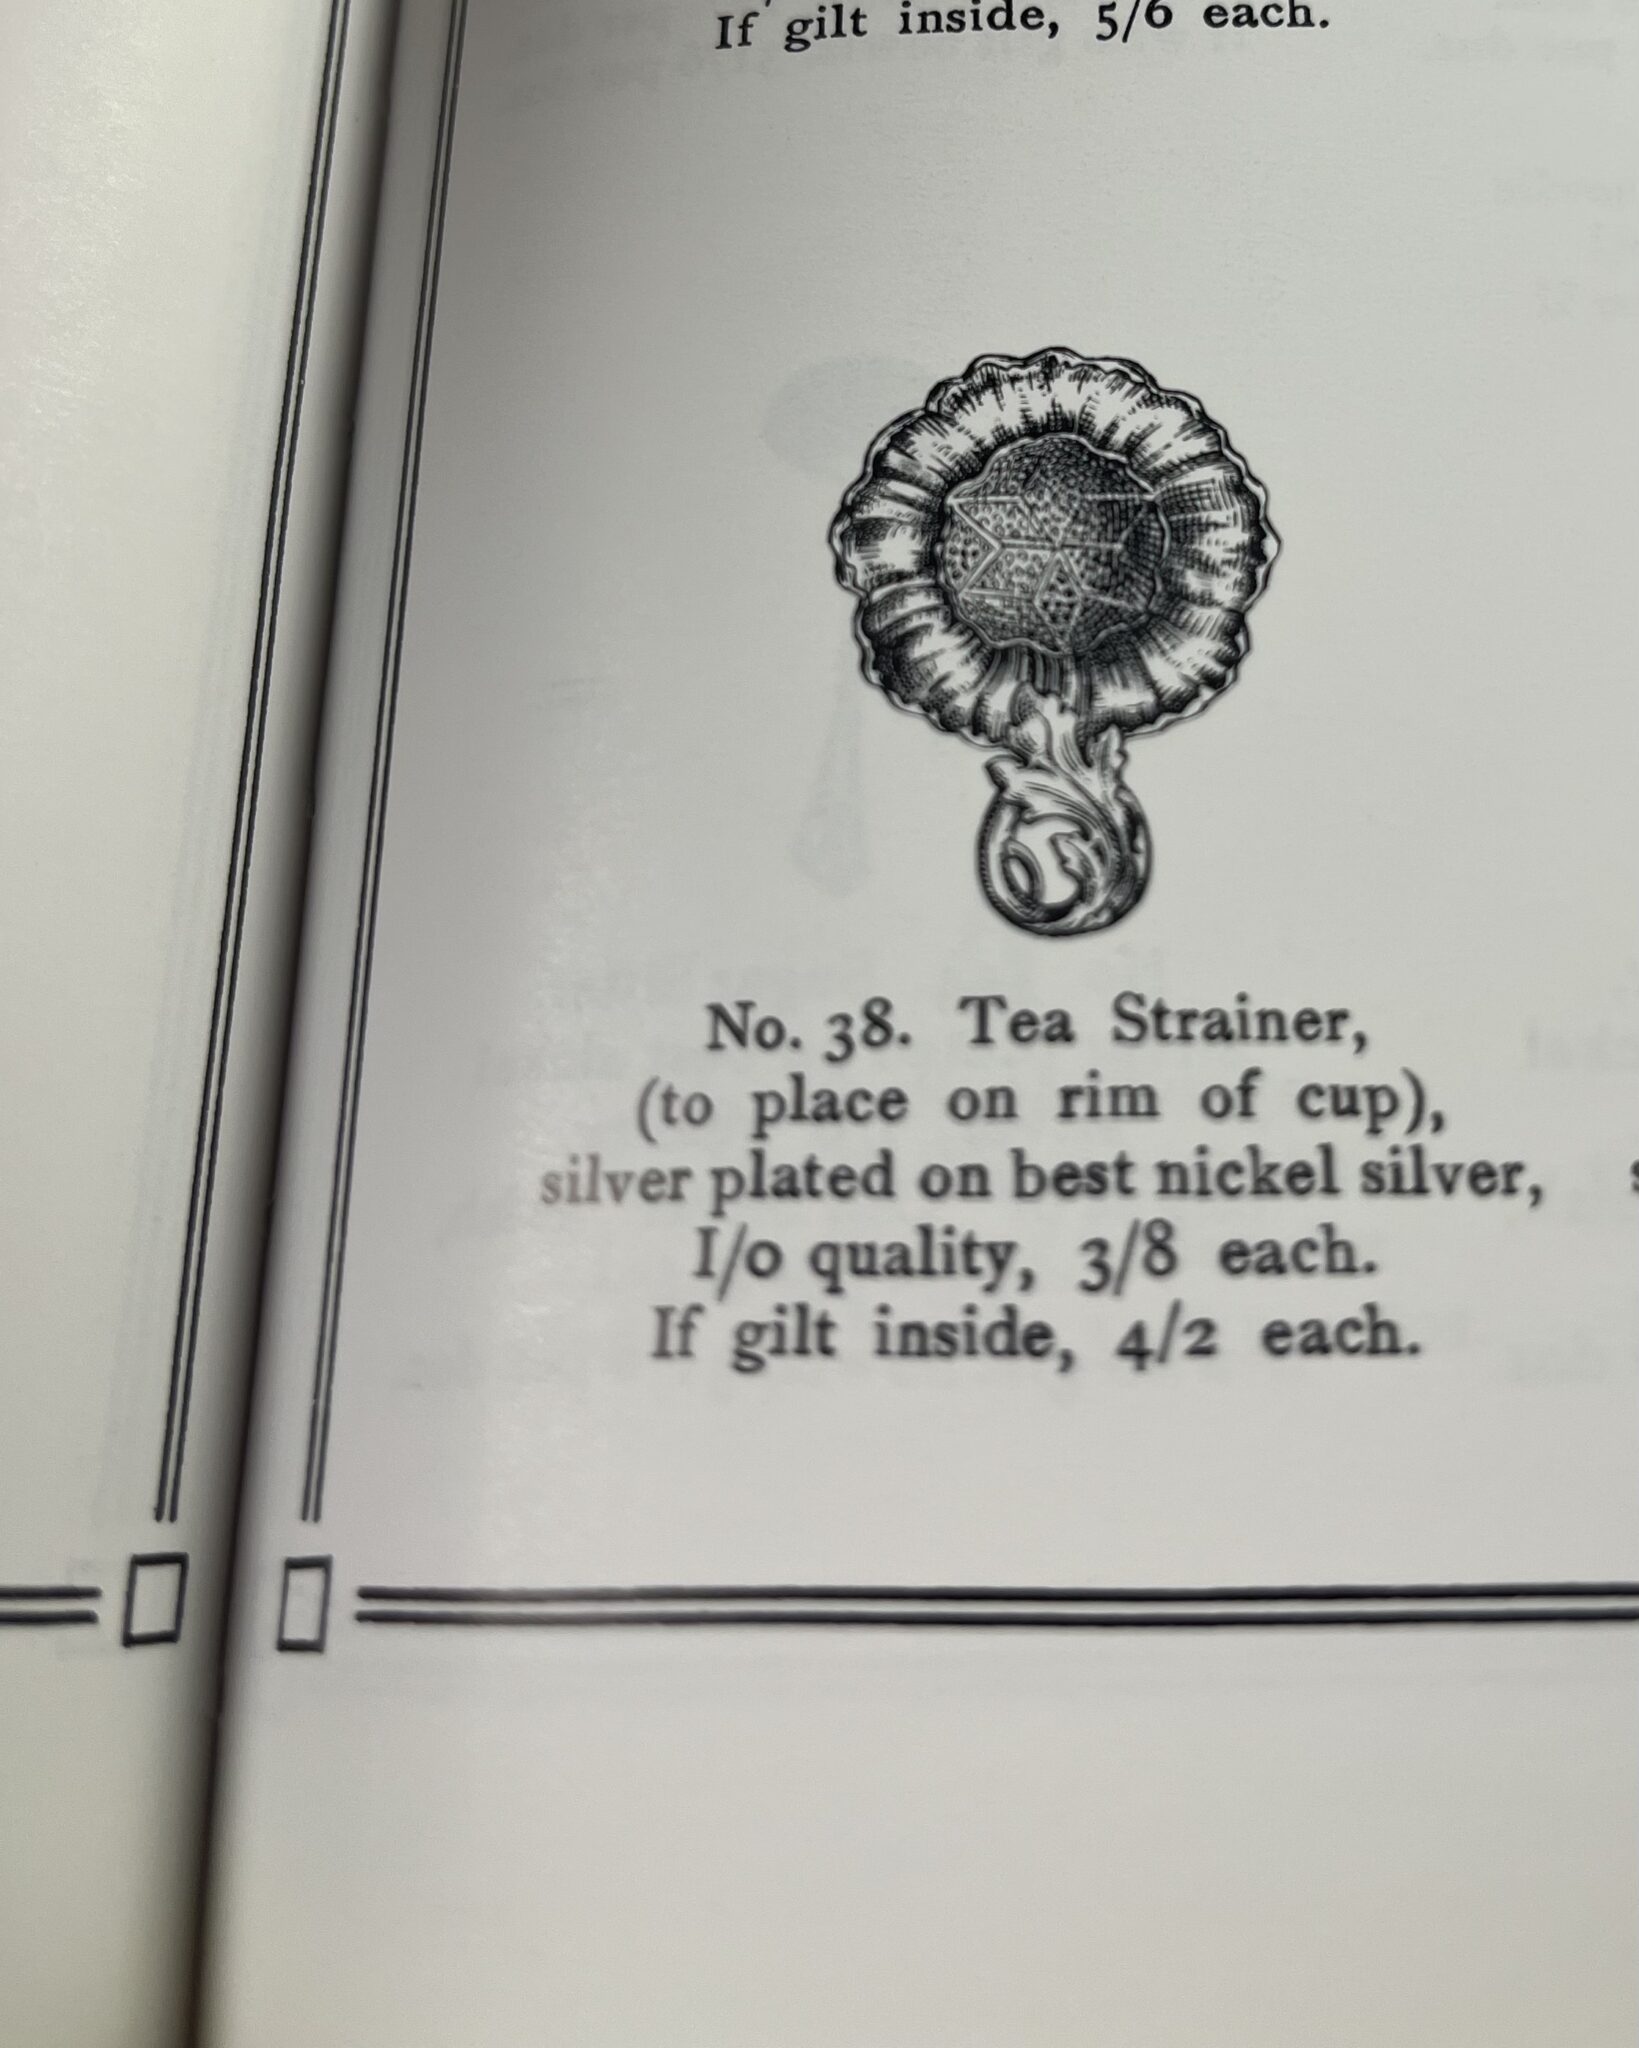 If gilt inside, 5/6 each.
No. 38. Tea Strainer,
(to place on rim of cup),
silver plated on best nickel silver,
I/o quality, 3/8 each.
If gilt inside, 4/2 each.